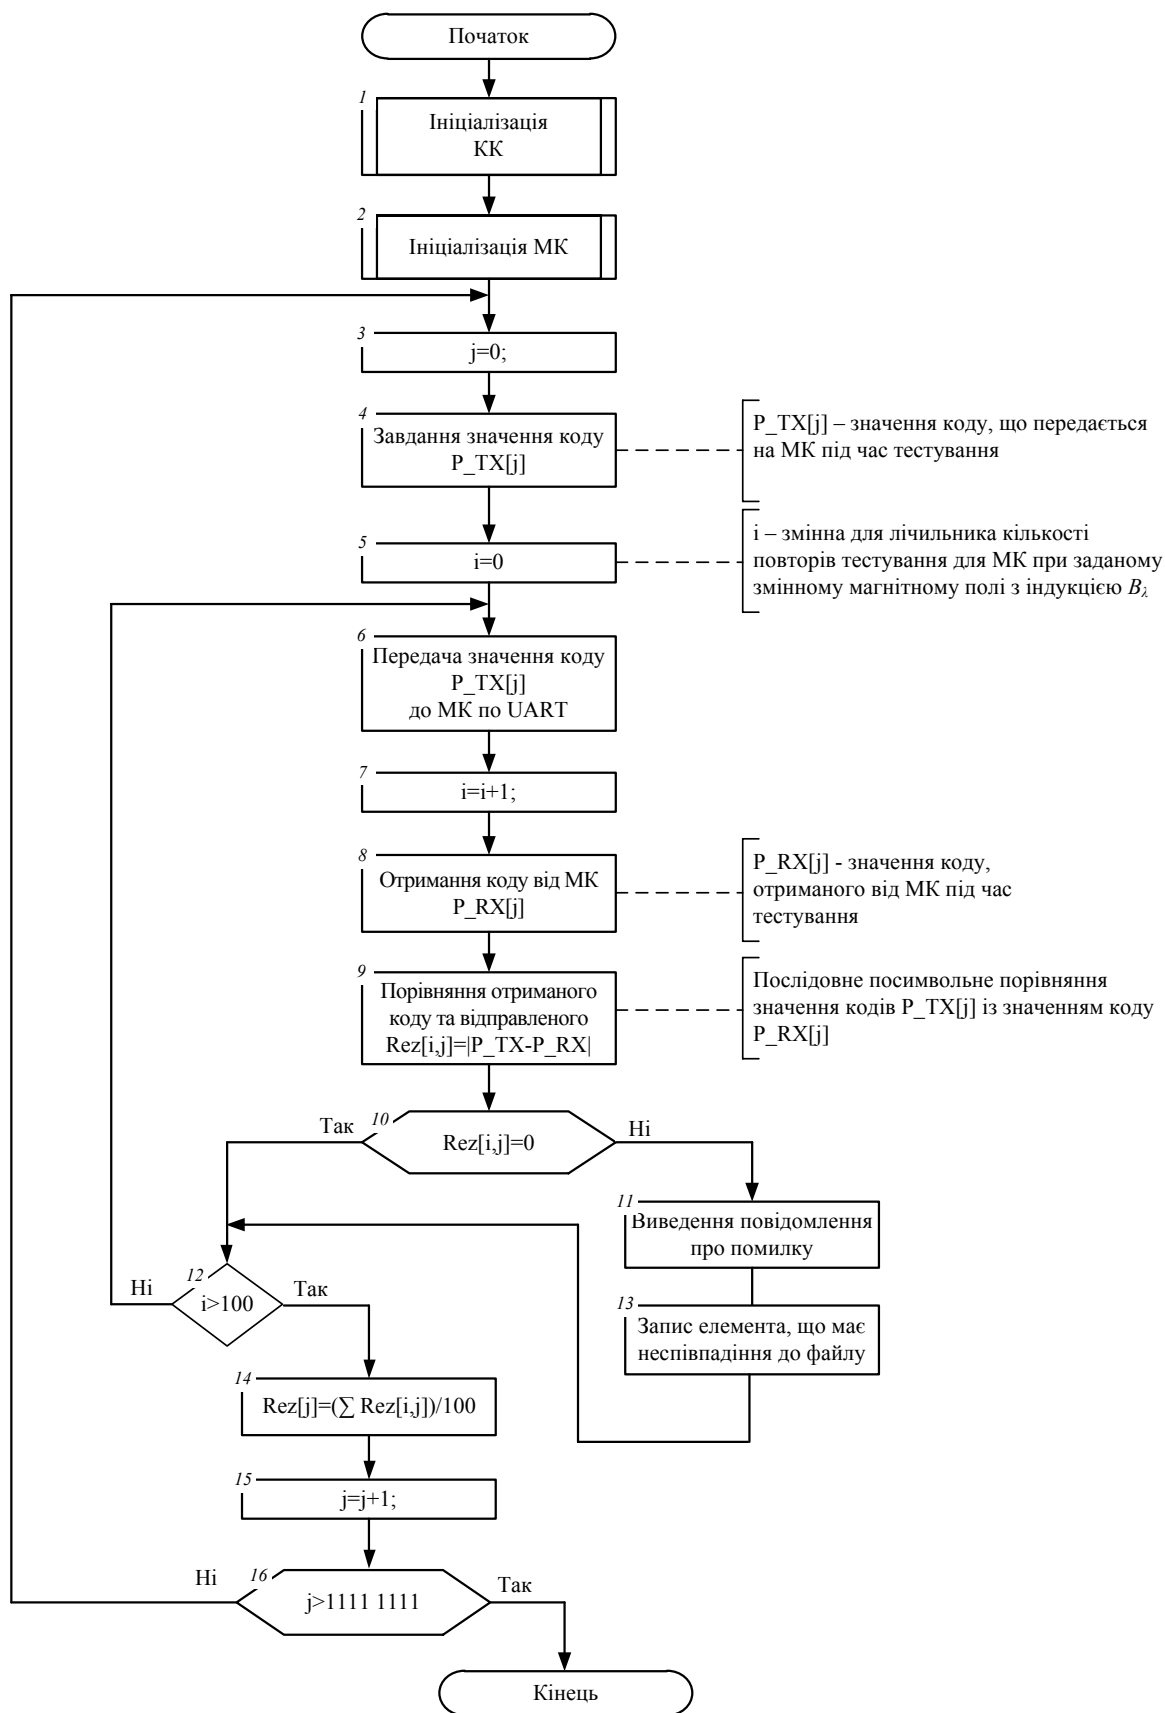 Початок
1
Ініціалізація
КК
2
Ініціалізація МК
3
j=0;
4
Завдання значення коду
P_TX[j]
P_TX[j] – значення коду, що передається
на МК під час тестування
5
i=0
i – змінна для лічильника кількості
повторів тестування для МК при заданому
змінному магнітному полі з індукцією Bλ
6
Передача значення коду
P_TX[j]
до МК по UART
7
i=i+1;
8
Отримання коду від МК
P_RX[j]
P_RX[j] - значення коду,
отриманого від МК під час
тестування
9
Порівняння отриманого
коду та відправленого
Rez[i,j]=|P_TX-P_RX|
Послідовне посимвольне порівняння
значення кодів P_TX[j] із значенням коду
P_RX[j]
Так
10
Rez[i,j]=0
Ні
11
Виведення повідомлення
про помилку
Ні
12
i>100
Так
13
Запис елемента, що має
неспівпадіння до файлу
14
Rez[j]=(∑ Rez[i,j])/100
15
j=j+1;
Ні
16
j>1111 1111
Так
Кінець